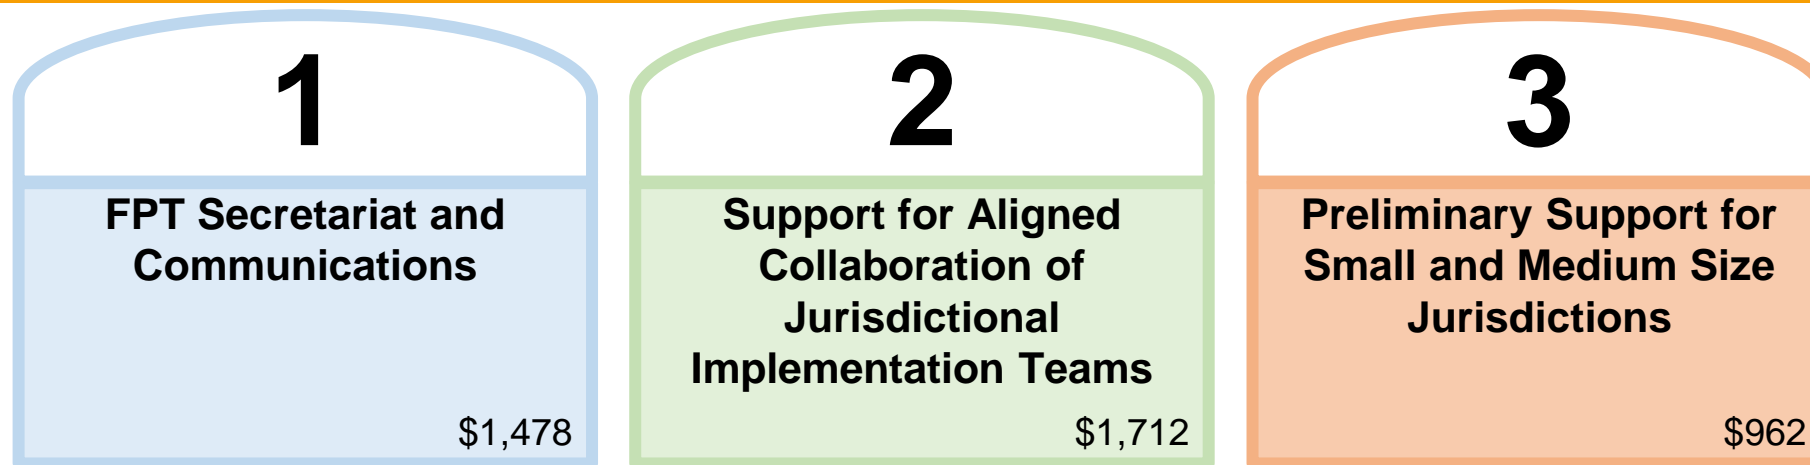 1
FPT Secretariat and
Communications
$1,478
2
Support for Aligned
Collaboration of
Jurisdictional
Implementation Teams
$1,712
3
Preliminary Support for
Small and Medium Size
Jurisdictions
$962